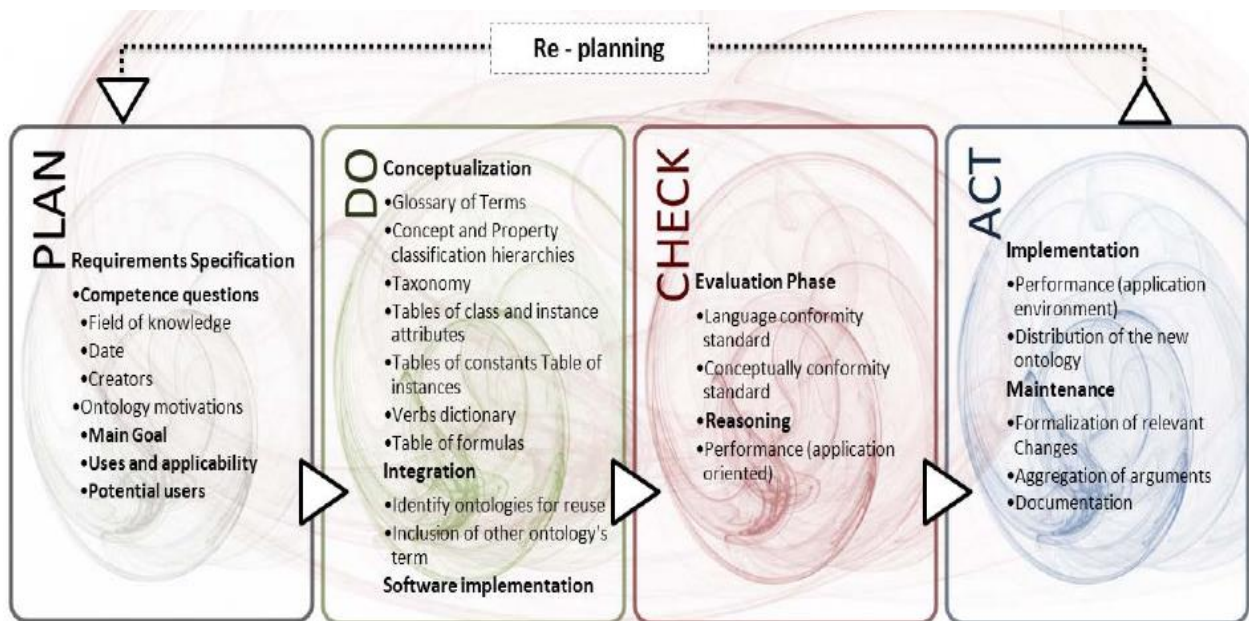 Re - planning
PLAN
Requirements Specification
•Competence questions
•Field of knowledge
•Date
•Creators
•Ontology motivations
•Main Goal
•Uses and applicability
•Potential users
DO
Conceptualization
•Glossary of Terms
•Concept and Property
classification hierarchies
•Taxonomy
•Tables of class and instance
attributes
•Tables of constants Table of
instances
•Verbs dictionary
•Table of formulas
Integration
•Identify ontologies for reuse
•Inclusion of other ontology's
term
Software implementation
CHECK
Evaluation Phase
•Language conformity
standard
•Conceptually conformity
standard
•Reasoning
•Performance (application
oriented)
ACT
Implementation
•Performance (application
environment)
•Distribution of the new
ontology
Maintenance
•Formalization of relevant
Changes
•Aggregation of arguments
•Documentation